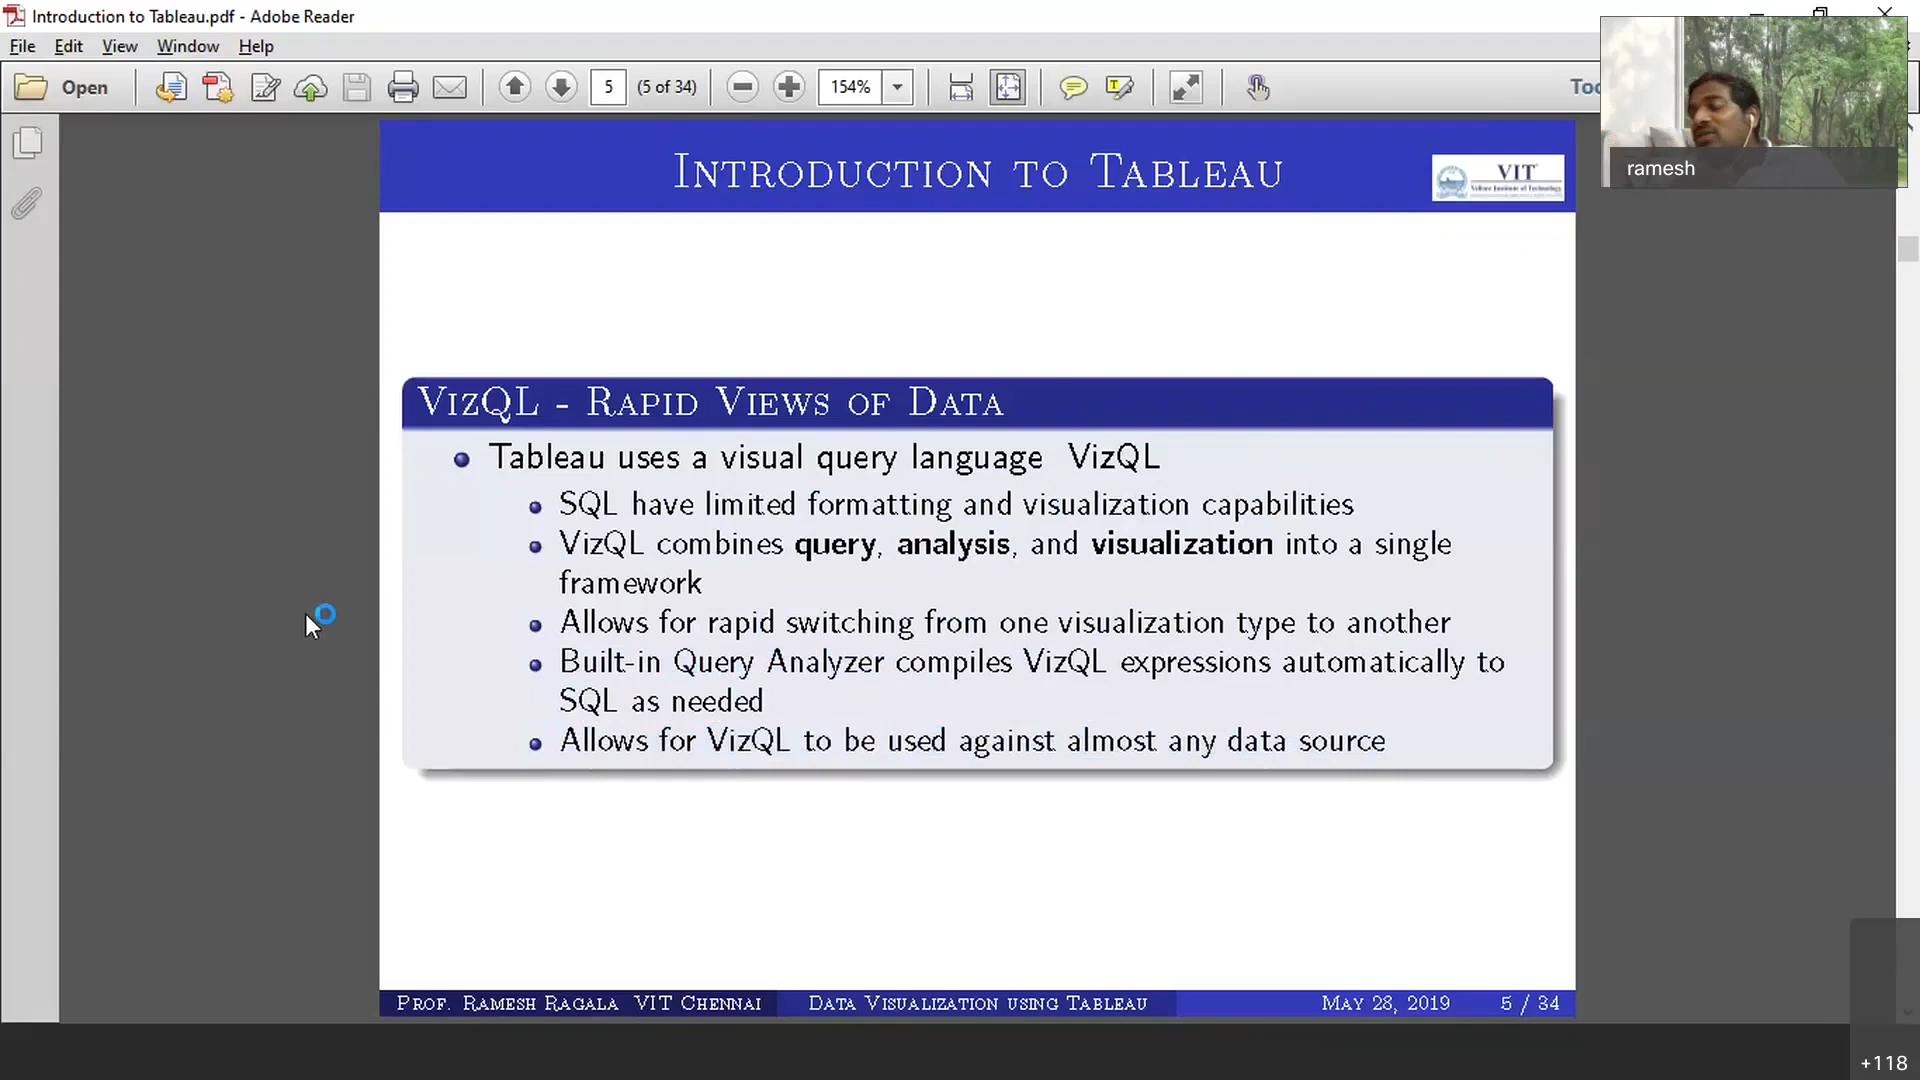 Introduction to Tableau.pdf - Adobe Reader
File Edit View Window Help
Open 5 (5 of 34) 154%
ramesh
INTRODUCTION TO TABLEAU
VIT
Vellore Institute of Technology
VIZQL - RAPID VIEWS OF DATA
Tableau uses a visual query language VizQL
SQL have limited formatting and visualization capabilities
VizQL combines query, analysis, and visualization into a single
framework
Allows for rapid switching from one visualization type to another
Built-in Query Analyzer compiles VizQL expressions automatically to
SQL as needed
Allows for VizQL to be used against almost any data source
PROF. RAMESH RAGALA VIT CHENNAI DATA VISUALIZATION USING TABLEAU MAY 28, 2019 5 / 34
+118